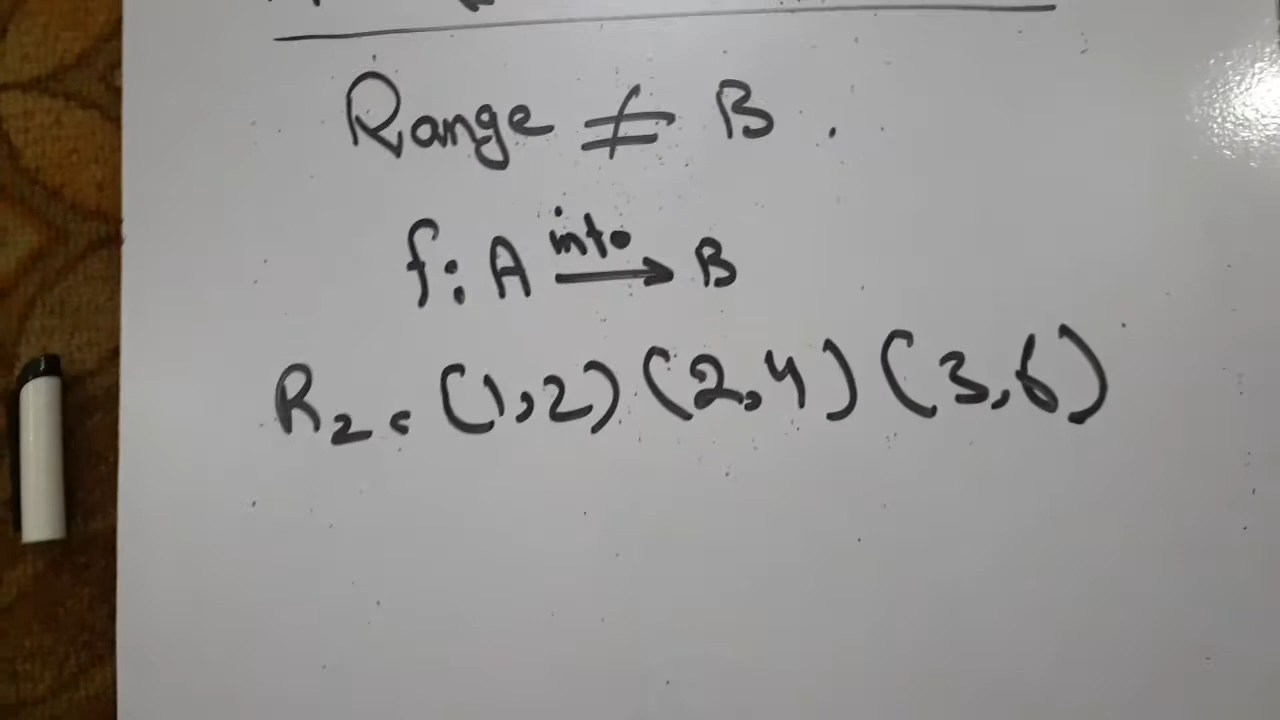 Range ≠ B .
f: A into→ B
R₂ = (1,2) (2,4) (3,6)